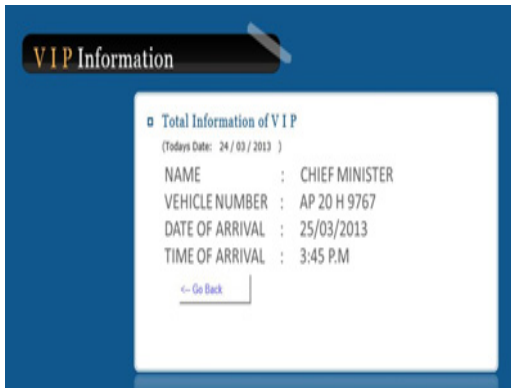 VIP Information
Total Information of VIP
(Todays Date: 24 / 03 / 2013 )
NAME : CHIEF MINISTER
VEHICLE NUMBER : AP 20 H 9767
DATE OF ARRIVAL : 25/03/2013
TIME OF ARRIVAL : 3:45 P.M
<-- Go Back